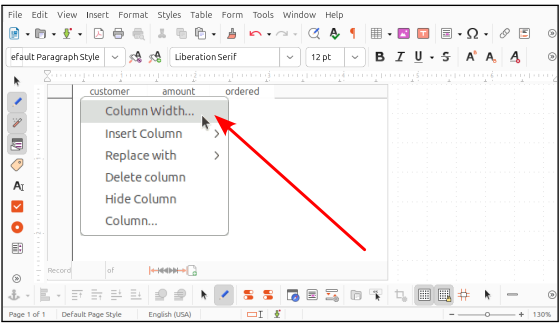 File Edit View Insert Format Styles Table Form Tools Window Help
efault Paragraph Style Liberation Serif 12 pt B I U S A A A
customer amount ordered
Column Width...
Insert Column
Replace with
Delete column
Hide Column
Column...
Record of
Page 1 of 1 Default Page Style English (USA) 130%